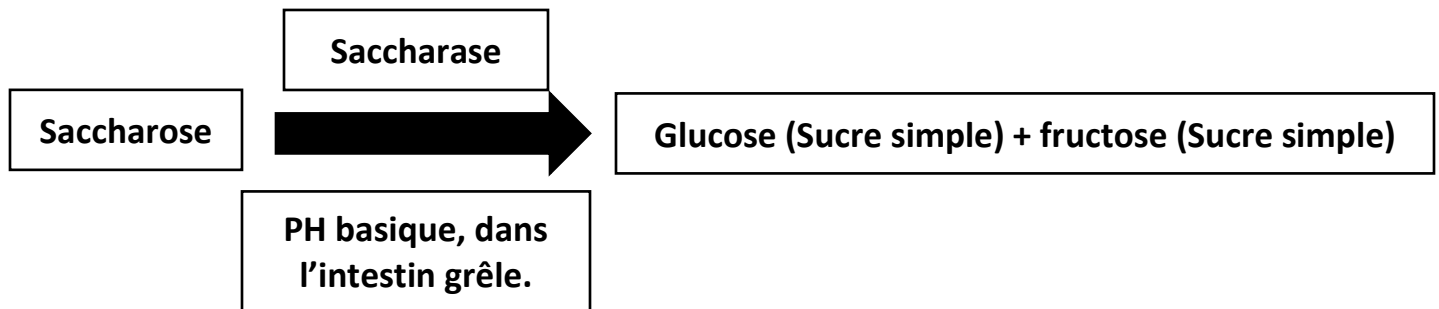 Saccharase
Saccharose
Glucose (Sucre simple) + fructose (Sucre simple)
PH basique, dans
l’intestin grêle.